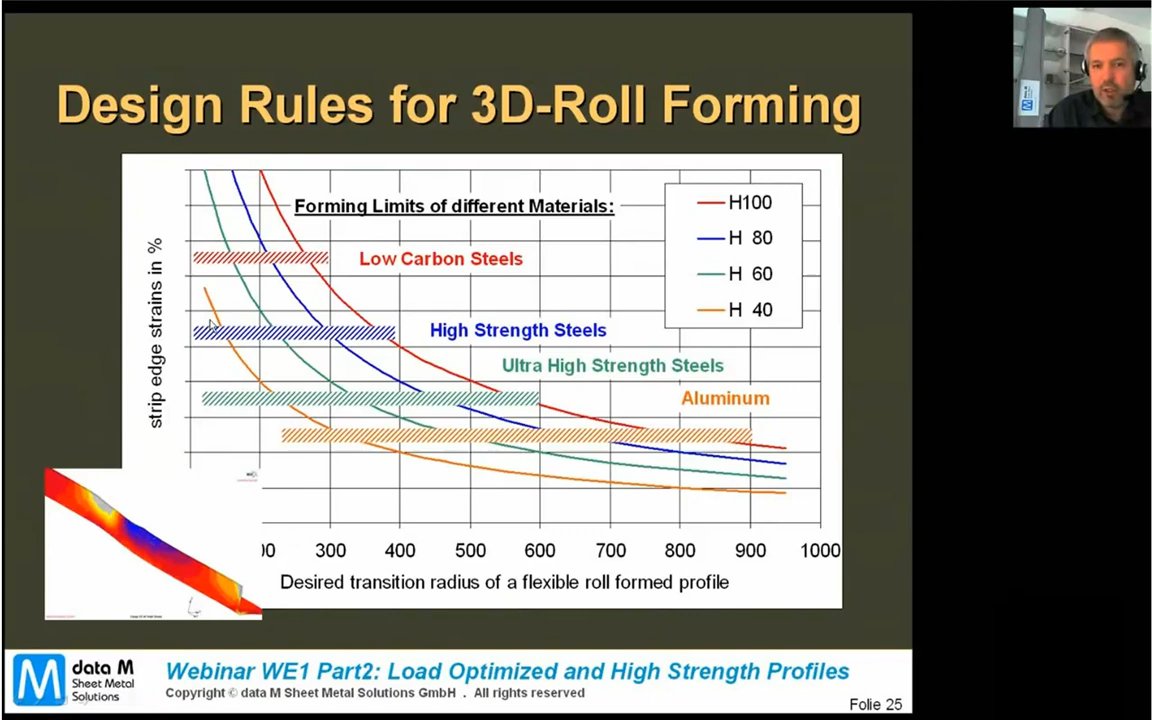 Design Rules for 3D-Roll Forming
Forming Limits of different Materials:
H100
H 80
H 60
H 40
Low Carbon Steels
High Strength Steels
Ultra High Strength Steels
Aluminum
strip edge strains in %
300 400 500 600 700 800 900 1000
Desired transition radius of a flexible roll formed profile
M
data M
Sheet Metal
Solutions
Webinar WE1 Part2: Load Optimized and High Strength Profiles
Copyright © data M Sheet Metal Solutions GmbH . All rights reserved
Folie 25